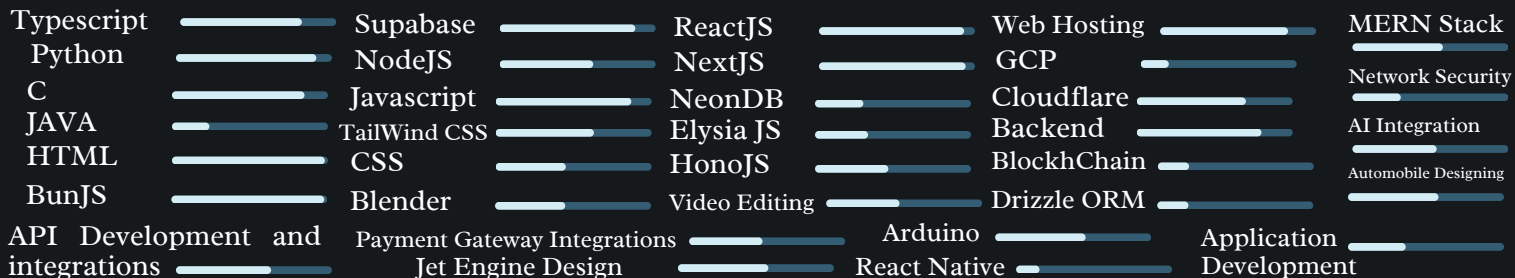 Typescript
Python
C
JAVA
HTML
BunJS
API Development and
integrations
Supabase
NodeJS
Javascript
TailWind CSS
CSS
Blender
Payment Gateway Integrations
Jet Engine Design
ReactJS
NextJS
NeonDB
Elysia JS
HonoJS
Video Editing
Arduino
React Native
Web Hosting
GCP
Cloudflare
Backend
BlockhChain
Drizzle ORM
Application
Development
MERN Stack
Network Security
AI Integration
Automobile Designing